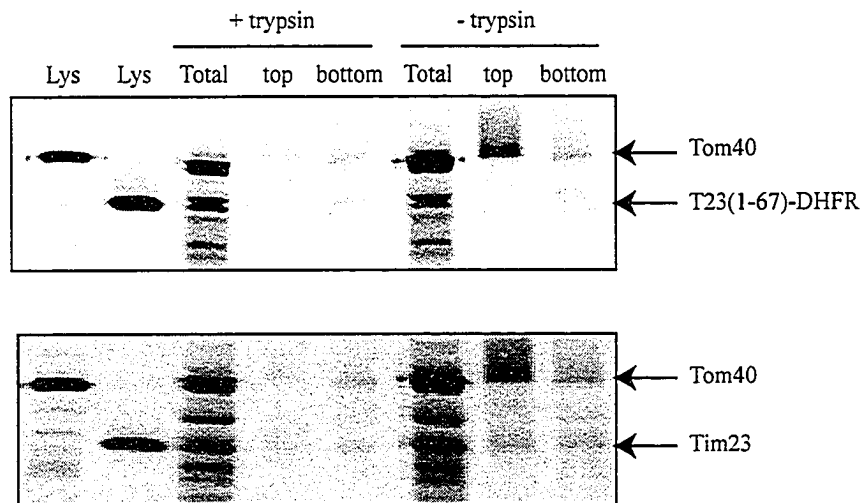 + trypsin - trypsin
Lys Lys Total top bottom Total top bottom
Tom40
T23(1-67)-DHFR
Tom40
Tim23